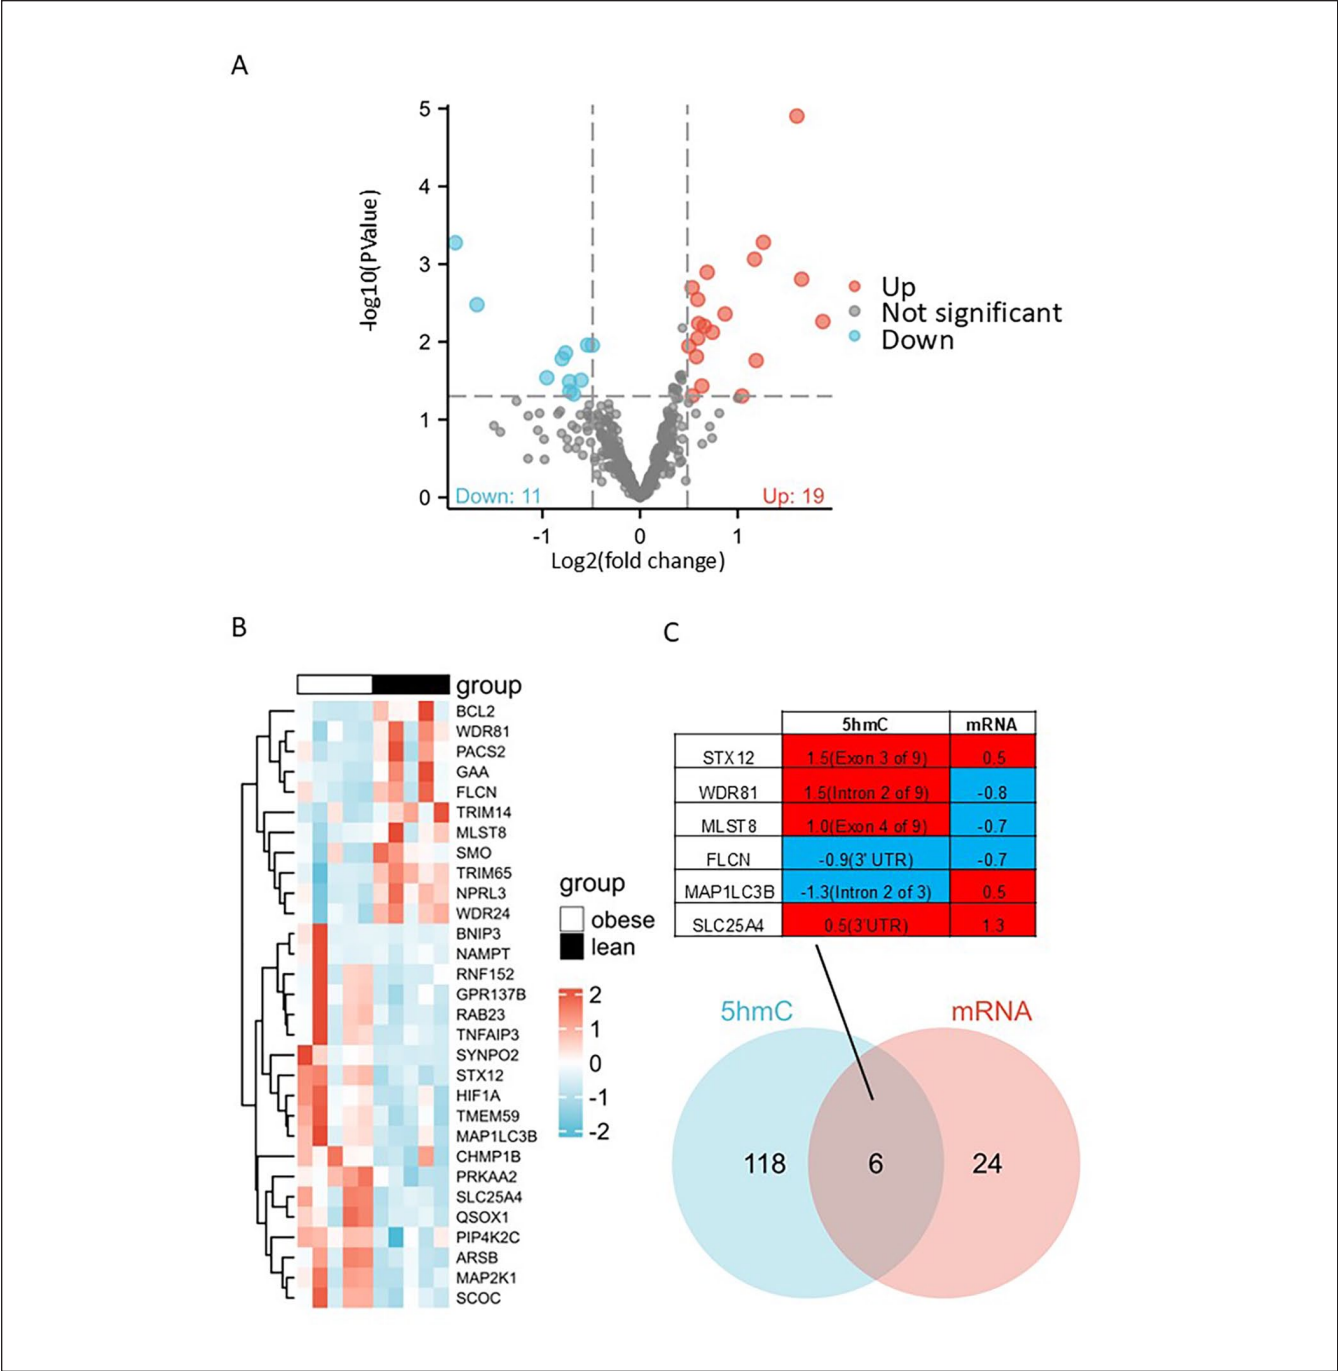 A
5
4
3
2
1
0
-log10(PValue)
Up
Not significant
Down
Down: 11
Up: 19
-1 0 1
Log2(fold change)
B
group
BCL2
WDR81
PACS2
GAA
FLCN
TRIM14
MLST8
SMO
TRIM65
NPRL3
WDR24
BNIP3
NAMPT
RNF152
GPR137B
RAB23
TNFAIP3
SYNPO2
STX12
HIF1A
TMEM59
MAP1LC3B
CHMP1B
PRKAA2
SLC25A4
QSOX1
PIP4K2C
ARSB
MAP2K1
SCOC
group
obese
lean
2
1
0
-1
-2
C
5hmC mRNA
STX12 1.5(Exon 3 of 9) 0.5
WDR81 1.5(Intron 2 of 9) -0.8
MLST8 1.0(Exon 4 of 9) -0.7
FLCN -0.9(3' UTR) -0.7
MAP1LC3B -1.3(Intron 2 of 3) 0.5
SLC25A4 0.5(3'UTR) 1.3
5hmC mRNA
118 6 24